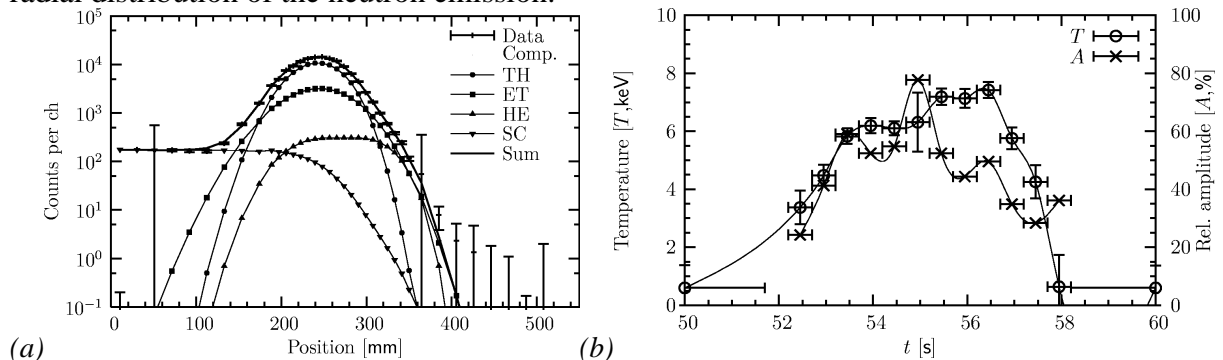 radial distribution of the neutron emission.
10^5
10^4
10^3
10^2
10^1
10^0
10^-1
Counts per ch
0 100 200 300 400 500
Position [mm]
Data
Comp.
TH
ET
HE
SC
Sum
(a)
10
8
6
4
2
0
Temperature [T,keV]
50 52 54 56 58 60
t [s]
100
80
60
40
20
0
Rel. amplitude [A,%]
T
A
(b)